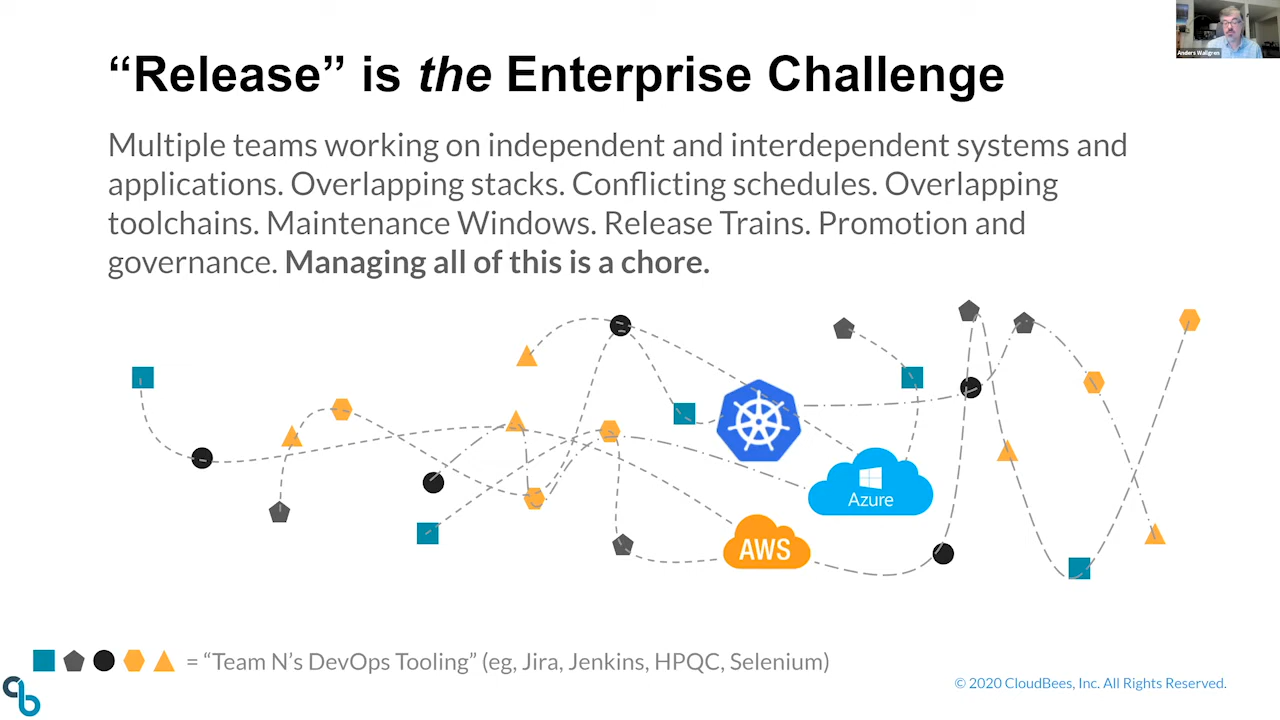 Anders Wallgren
“Release” is the Enterprise Challenge
Multiple teams working on independent and interdependent systems and
applications. Overlapping stacks. Conflicting schedules. Overlapping
toolchains. Maintenance Windows. Release Trains. Promotion and
governance. Managing all of this is a chore.
Azure
AWS
= “Team N’s DevOps Tooling” (eg, Jira, Jenkins, HPQC, Selenium)
© 2020 CloudBees, Inc. All Rights Reserved.